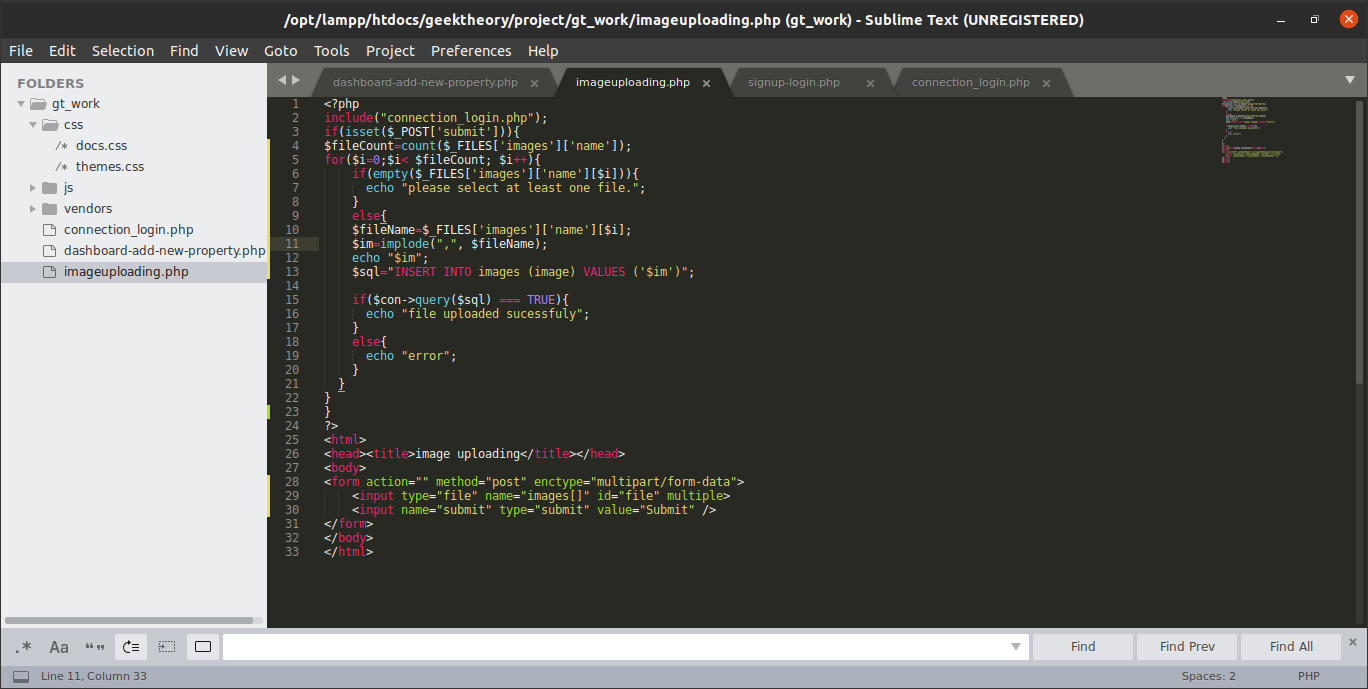 /opt/lampp/htdocs/geektheory/project/gt_work/imageuploading.php (gt_work) - Sublime Text (UNREGISTERED)
File Edit Selection Find View Goto Tools Project Preferences Help
FOLDERS
gt_work
css
/* docs.css
/* themes.css
js
vendors
connection_login.php
dashboard-add-new-property.php
imageuploading.php
dashboard-add-new-property.php × imageuploading.php × signup-login.php × connection_login.php ×
1 <?php
2 include("connection_login.php");
3 if(isset($_POST['submit'])){
4 $fileCount=count($_FILES['images']['name']);
5 for($i=0;$i< $fileCount; $i++){
6 if(empty($_FILES['images']['name'][$i])){
7 echo "please select at least one file.";
8 }
9 else{
10 $fileName=$_FILES['images']['name'][$i];
11 $im=implode(",", $fileName);
12 echo "$im";
13 $sql="INSERT INTO images (image) VALUES ('$im')";
14
15 if($con->query($sql) === TRUE){
16 echo "file uploaded sucessfuly";
17 }
18 else{
19 echo "error";
20 }
21 }
22 }
23 }
24 ?>
25 <html>
26 <head><title>image uploading</title></head>
27 <body>
28 <form action="" method="post" enctype="multipart/form-data">
29 <input type="file" name="images[]" id="file" multiple>
30 <input name="submit" type="submit" value="Submit" />
31 </form>
32 </body>
33 </html>
.* Aa “” Find Find Prev Find All ×
Line 11, Column 33 Spaces: 2 PHP